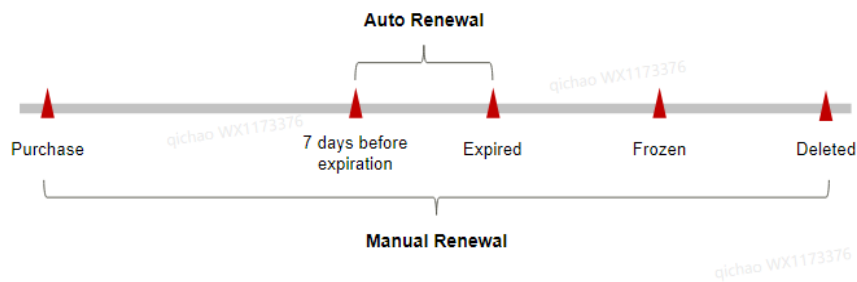 Auto Renewal
qichao WX1173376
qichao WX1173376
Purchase
7 days before
expiration
Expired
Frozen
Deleted
Manual Renewal
qichao WX1173376